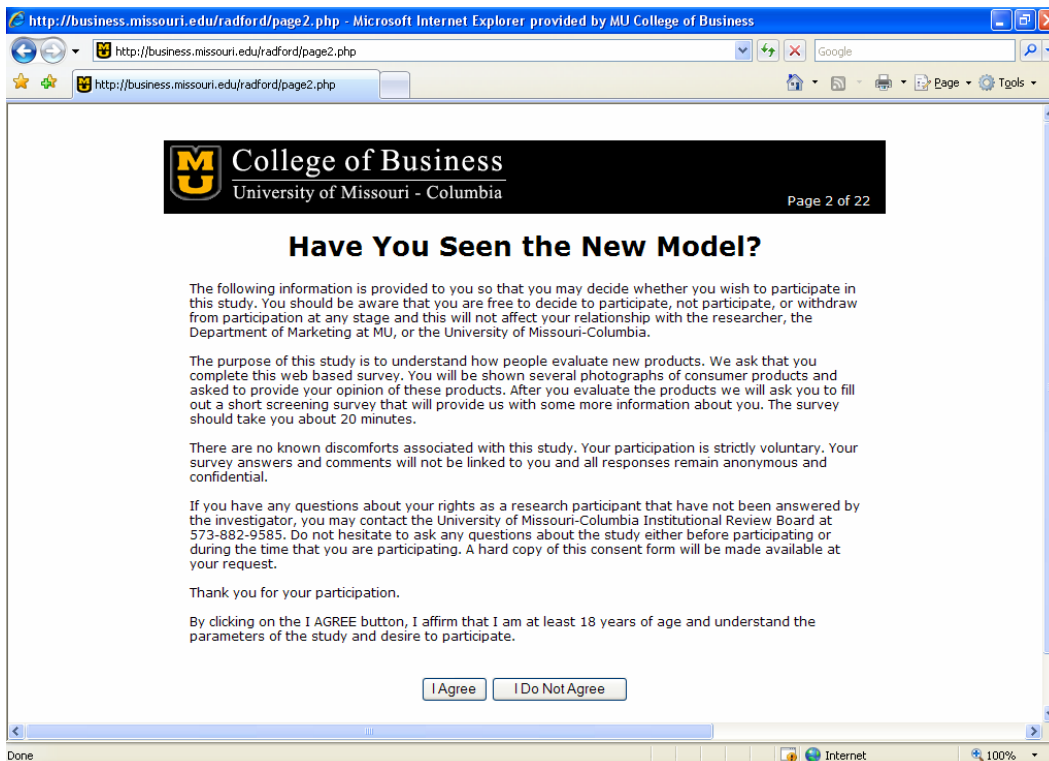 http://business.missouri.edu/radford/page2.php - Microsoft Internet Explorer provided by MU College of Business
http://business.missouri.edu/radford/page2.php
Google
http://business.missouri.edu/radford/page2.php
Page
Tools
College of Business
University of Missouri - Columbia
Page 2 of 22
Have You Seen the New Model?
The following information is provided to you so that you may decide whether you wish to participate in
this study. You should be aware that you are free to decide to participate, not participate, or withdraw
from participation at any stage and this will not affect your relationship with the researcher, the
Department of Marketing at MU, or the University of Missouri-Columbia.
The purpose of this study is to understand how people evaluate new products. We ask that you
complete this web based survey. You will be shown several photographs of consumer products and
asked to provide your opinion of these products. After you evaluate the products we will ask you to fill
out a short screening survey that will provide us with some more information about you. The survey
should take you about 20 minutes.
There are no known discomforts associated with this study. Your participation is strictly voluntary. Your
survey answers and comments will not be linked to you and all responses remain anonymous and
confidential.
If you have any questions about your rights as a research participant that have not been answered by
the investigator, you may contact the University of Missouri-Columbia Institutional Review Board at
573-882-9585. Do not hesitate to ask any questions about the study either before participating or
during the time that you are participating. A hard copy of this consent form will be made available at
your request.
Thank you for your participation.
By clicking on the I AGREE button, I affirm that I am at least 18 years of age and understand the
parameters of the study and desire to participate.
I Agree
I Do Not Agree
Done
Internet
100%